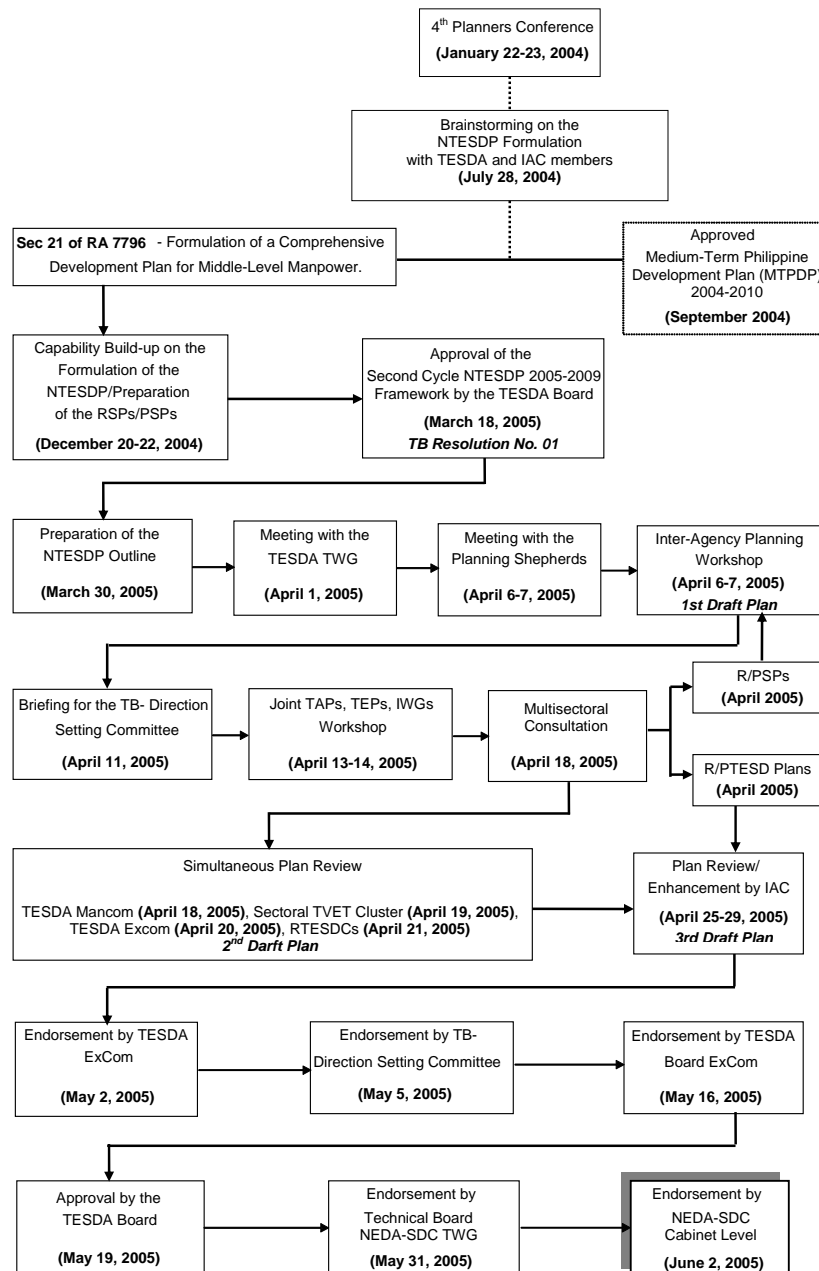 4th Planners Conference
(January 22-23, 2004)
Brainstorming on the
NTESDP Formulation
with TESDA and IAC members
(July 28, 2004)
Sec 21 of RA 7796 - Formulation of a Comprehensive
Development Plan for Middle-Level Manpower.
Approved
Medium-Term Philippine
Development Plan (MTPDP)
2004-2010
(September 2004)
Capability Build-up on the
Formulation of the
NTESDP/Preparation
of the RSPs/PSPs
(December 20-22, 2004)
Approval of the
Second Cycle NTESDP 2005-2009
Framework by the TESDA Board
(March 18, 2005)
TB Resolution No. 01
Preparation of the
NTESDP Outline
(March 30, 2005)
Meeting with the
TESDA TWG
(April 1, 2005)
Meeting with the
Planning Shepherds
(April 6-7, 2005)
Inter-Agency Planning
Workshop
(April 6-7, 2005)
1st Draft Plan
Briefing for the TB- Direction
Setting Committee
(April 11, 2005)
Joint TAPs, TEPs, IWGs
Workshop
(April 13-14, 2005)
Multisectoral
Consultation
(April 18, 2005)
R/PSPs
(April 2005)
R/PTESD Plans
(April 2005)
Simultaneous Plan Review
TESDA Mancom (April 18, 2005), Sectoral TVET Cluster (April 19, 2005),
TESDA Excom (April 20, 2005), RTESDCs (April 21, 2005)
2nd Darft Plan
Plan Review/
Enhancement by IAC
(April 25-29, 2005)
3rd Draft Plan
Endorsement by TESDA
ExCom
(May 2, 2005)
Endorsement by TB-
Direction Setting Committee
(May 5, 2005)
Endorsement by TESDA
Board ExCom
(May 16, 2005)
Approval by the
TESDA Board
(May 19, 2005)
Endorsement by
Technical Board
NEDA-SDC TWG
(May 31, 2005)
Endorsement by
NEDA-SDC
Cabinet Level
(June 2, 2005)